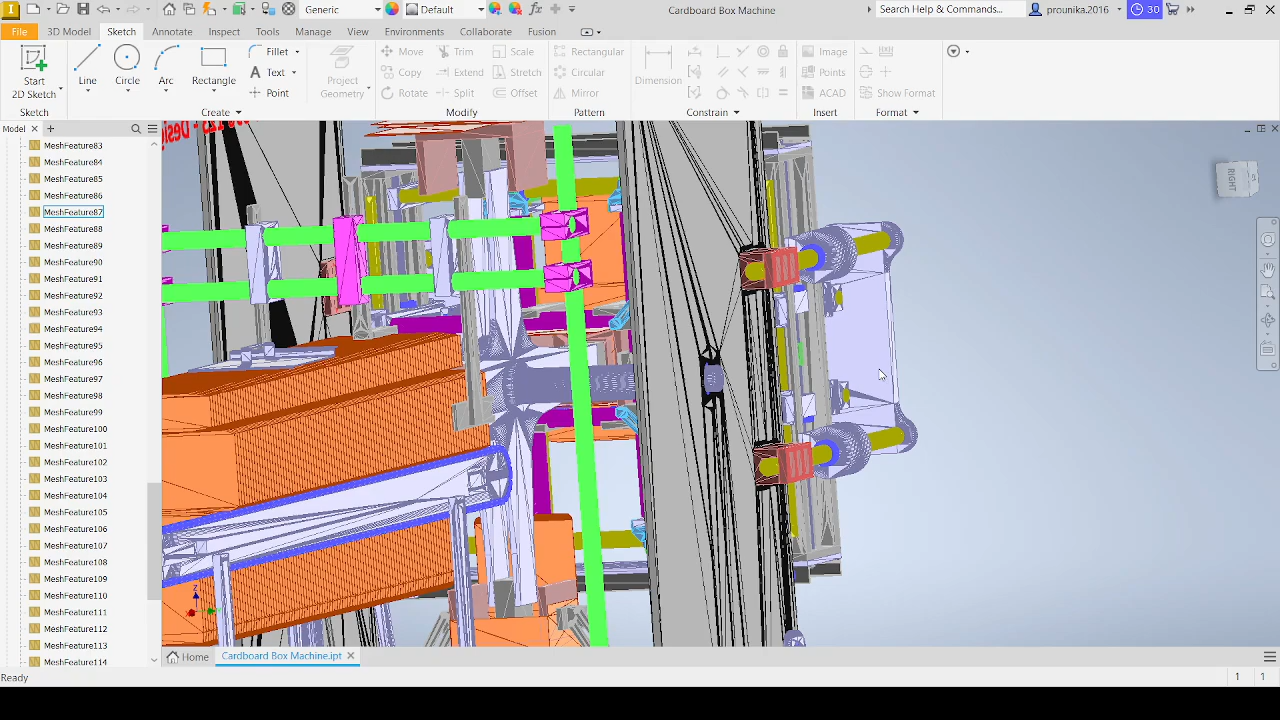 Generic
Default
fx
Cardboard Box Machine
Search Help & Commands...
prounika.2016
30
File
3D Model
Sketch
Annotate
Inspect
Tools
Manage
View
Environments
Collaborate
Fusion
Start
2D Sketch
Line
Circle
Arc
Rectangle
Fillet
Text
Point
Project
Geometry
Move
Copy
Rotate
Trim
Extend
Split
Scale
Stretch
Offset
Rectangular
Circular
Mirror
Dimension
Image
Points
ACAD
Show Format
Sketch
Create
Modify
Pattern
Constrain
Insert
Format
Model
MeshFeature83
MeshFeature84
MeshFeature85
MeshFeature86
MeshFeature87
MeshFeature88
MeshFeature89
MeshFeature90
MeshFeature91
MeshFeature92
MeshFeature93
MeshFeature94
MeshFeature95
MeshFeature96
MeshFeature97
MeshFeature98
MeshFeature99
MeshFeature100
MeshFeature101
MeshFeature102
MeshFeature103
MeshFeature104
MeshFeature105
MeshFeature106
MeshFeature107
MeshFeature108
MeshFeature109
MeshFeature110
MeshFeature111
MeshFeature112
MeshFeature113
MeshFeature114
RIGHT
Z
Home
Cardboard Box Machine.ipt
Ready
1
1